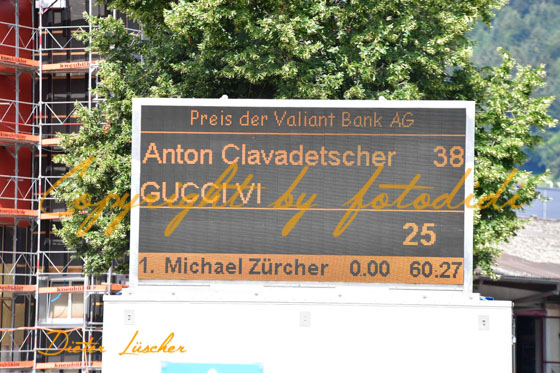 Preis der Valiant Bank AG
Anton Clavadetscher 38
GUCCI VI
25
1. Michael Zürcher 0.00 60.27
Copyright by fotodidi
Dieter Lüscher